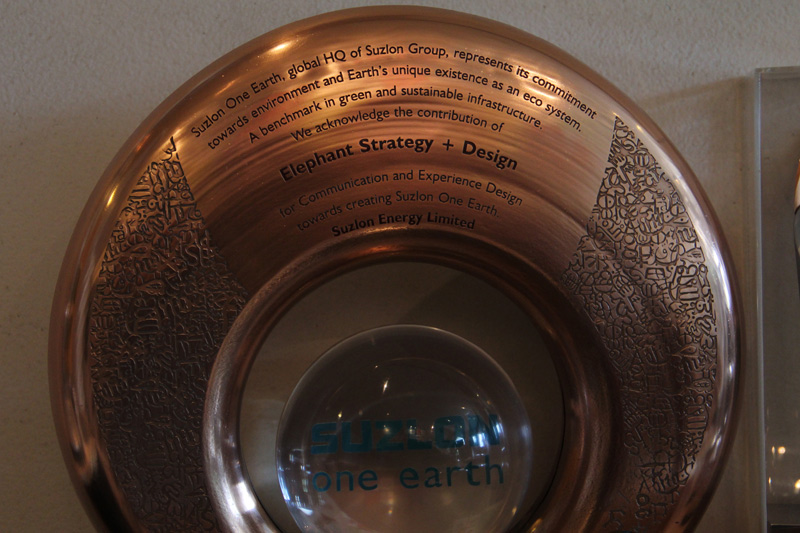 Suzlon One Earth, global HQ of Suzlon Group, represents its commitment
towards environment and Earth's unique existence as an eco system.
A benchmark in green and sustainable infrastructure.
We acknowledge the contribution of
Elephant Strategy + Design
for Communication and Experience Design
towards creating Suzlon One Earth.
Suzlon Energy Limited
SUZLON
one earth